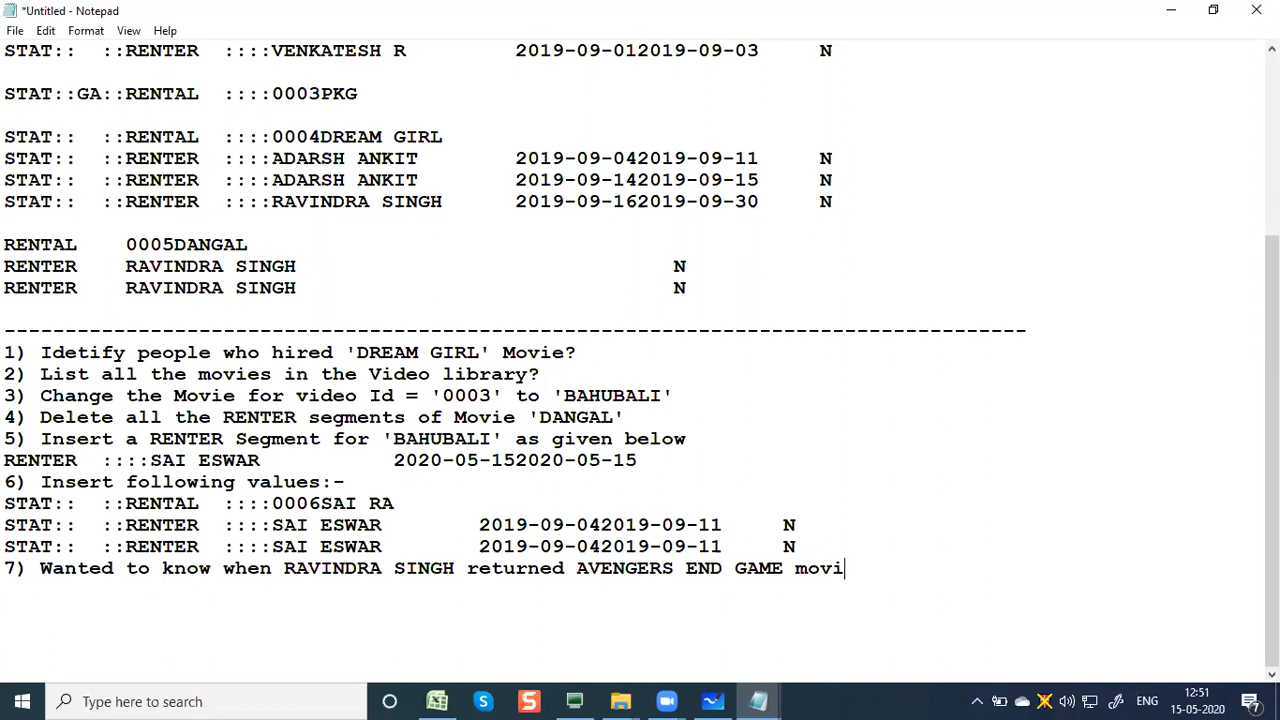 *Untitled - Notepad
File Edit Format View Help
STAT:: ::RENTER ::::VENKATESH R 2019-09-012019-09-03 N
STAT::GA::RENTAL ::::0003PKG
STAT:: ::RENTAL ::::0004DREAM GIRL
STAT:: ::RENTER ::::ADARSH ANKIT 2019-09-042019-09-11 N
STAT:: ::RENTER ::::ADARSH ANKIT 2019-09-142019-09-15 N
STAT:: ::RENTER ::::RAVINDRA SINGH 2019-09-162019-09-30 N
RENTAL 0005DANGAL
RENTER RAVINDRA SINGH N
RENTER RAVINDRA SINGH N
------------------------------------------------------------------------------------
1) Idetify people who hired 'DREAM GIRL' Movie?
2) List all the movies in the Video library?
3) Change the Movie for video Id = '0003' to 'BAHUBALI'
4) Delete all the RENTER segments of Movie 'DANGAL'
5) Insert a RENTER Segment for 'BAHUBALI' as given below
RENTER ::::SAI ESWAR 2020-05-152020-05-15
6) Insert following values:-
STAT:: ::RENTAL ::::0006SAI RA
STAT:: ::RENTER ::::SAI ESWAR 2019-09-042019-09-11 N
STAT:: ::RENTER ::::SAI ESWAR 2019-09-042019-09-11 N
7) Wanted to know when RAVINDRA SINGH returned AVENGERS END GAME movi
Type here to search
ENG
12:51
15-05-2020
7